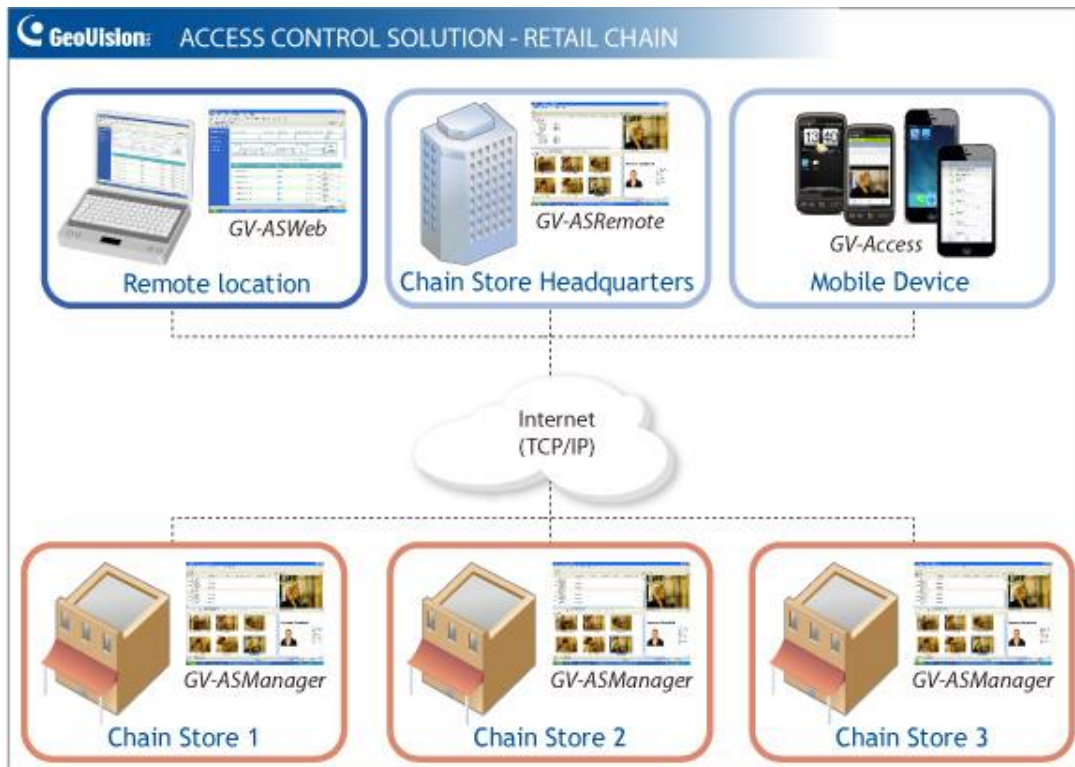 GeoVision ACCESS CONTROL SOLUTION - RETAIL CHAIN
GV-ASWeb
Remote location
GV-ASRemote
Chain Store Headquarters
GV-Access
Mobile Device
Internet
(TCP/IP)
GV-ASManager
Chain Store 1
GV-ASManager
Chain Store 2
GV-ASManager
Chain Store 3